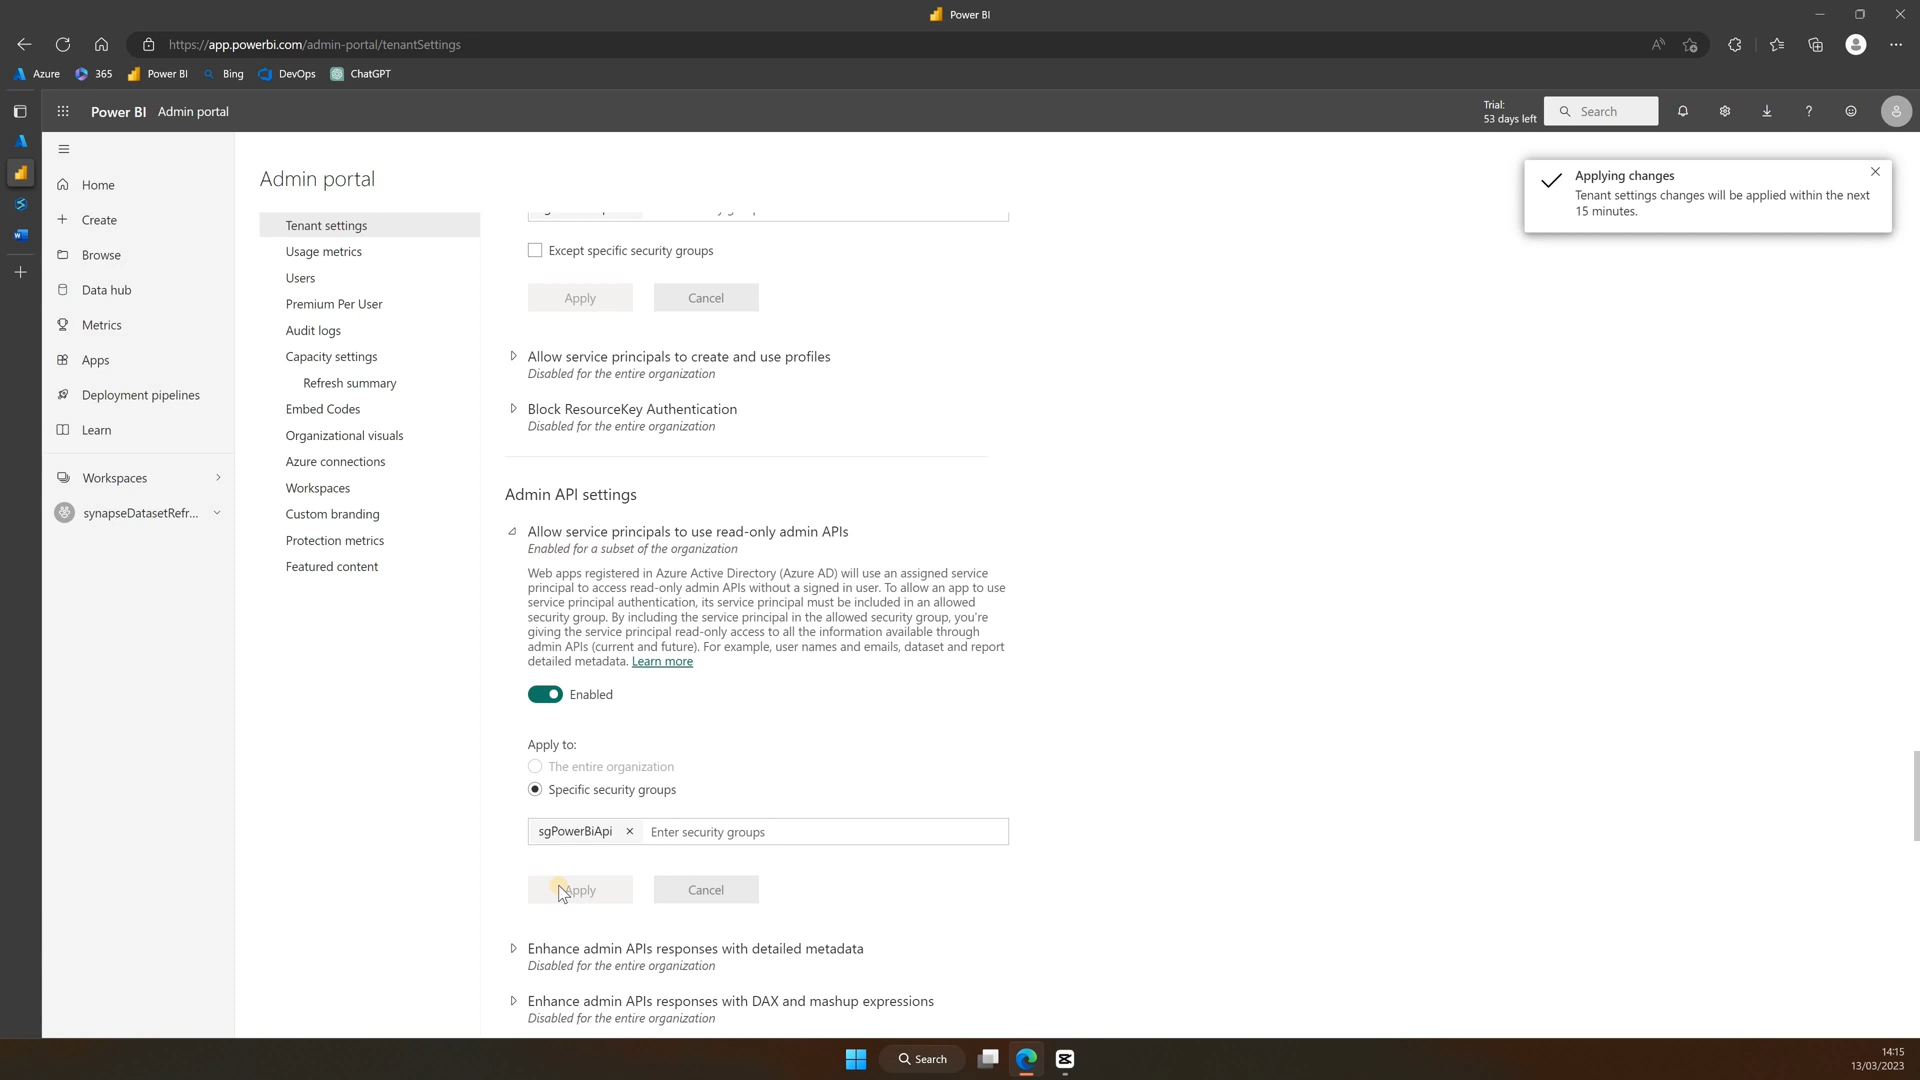 Power BI
https://app.powerbi.com/admin-portal/tenantSettings
Azure
365
Power BI
Bing
DevOps
ChatGPT
Power BI Admin portal
Trial:
53 days left
Search
Home
Create
Browse
Data hub
Metrics
Apps
Deployment pipelines
Learn
Workspaces
synapseDatasetRefr...
Admin portal
Tenant settings
Usage metrics
Users
Premium Per User
Audit logs
Capacity settings
Refresh summary
Embed Codes
Organizational visuals
Azure connections
Workspaces
Custom branding
Protection metrics
Featured content
Except specific security groups
Apply
Cancel
Allow service principals to create and use profiles
Disabled for the entire organization
Block ResourceKey Authentication
Disabled for the entire organization
Admin API settings
Allow service principals to use read-only admin APIs
Enabled for a subset of the organization
Web apps registered in Azure Active Directory (Azure AD) will use an assigned service
principal to access read-only admin APIs without a signed in user. To allow an app to use
service principal authentication, its service principal must be included in an allowed
security group. By including the service principal in the allowed security group, you're
giving the service principal read-only access to all the information available through
admin APIs (current and future). For example, user names and emails, dataset and report
detailed metadata. Learn more
Enabled
Apply to:
The entire organization
Specific security groups
sgPowerBiApi
Enter security groups
Apply
Cancel
Enhance admin APIs responses with detailed metadata
Disabled for the entire organization
Enhance admin APIs responses with DAX and mashup expressions
Disabled for the entire organization
Applying changes
Tenant settings changes will be applied within the next
15 minutes.
Search
14:15
13/03/2023